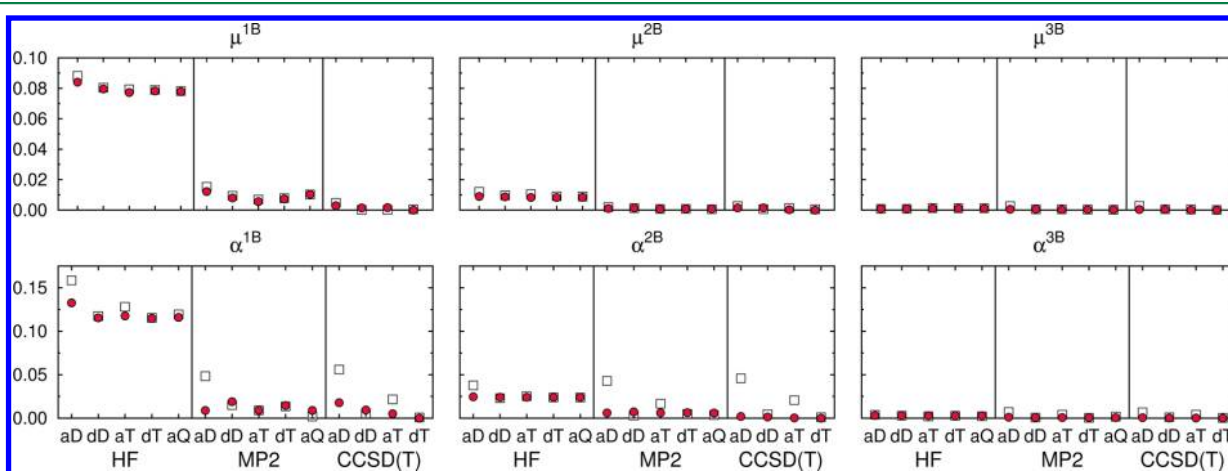 μ1B μ2B μ3B
0.10
0.08
0.06
0.04
0.02
0.00
α1B α2B α3B
0.15
0.10
0.05
0.00
aD dD aT dT aQ aD dD aT dT aQ aD dD aT dT aD dD aT dT aQ aD dD aT dT aQ aD dD aT dT aD dD aT dT aQ aD dD aT dT aQ aD dD aT dT
HF MP2 CCSD(T) HF MP2 CCSD(T) HF MP2 CCSD(T)